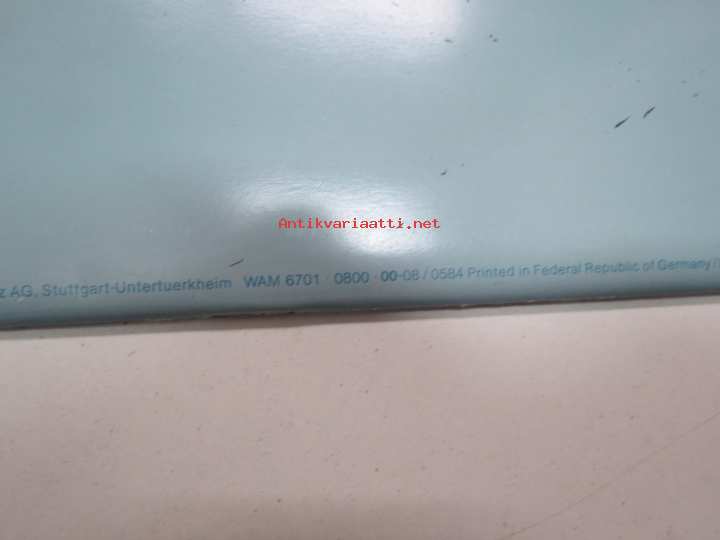 Antikvariaatti.net
z AG, Stuttgart-Untertuerkheim WAM 6701 · 0800 · 00-08 / 0584 Printed in Federal Republic of Germany